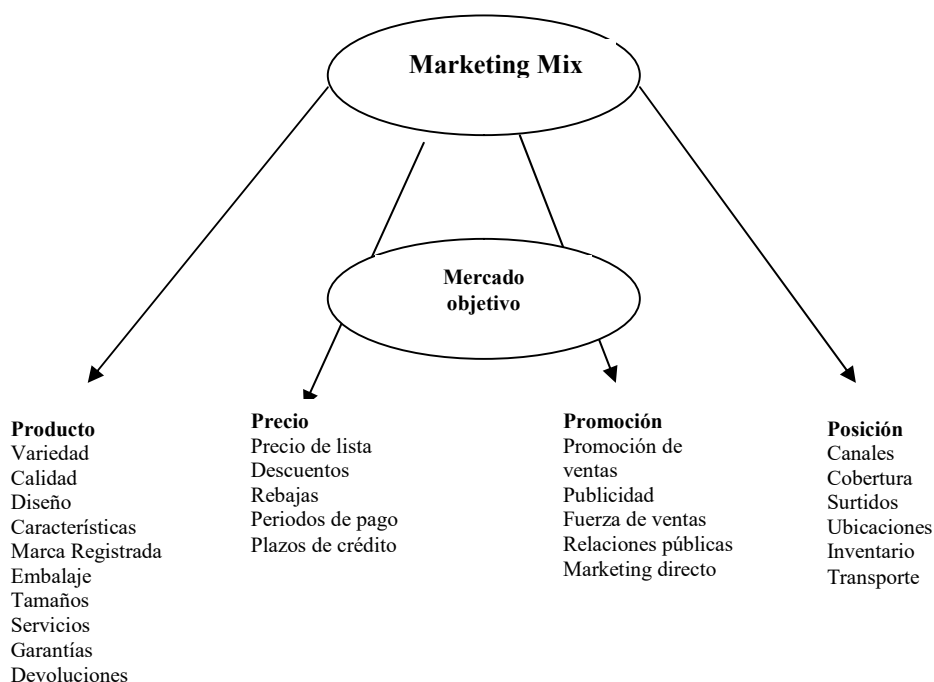 Marketing Mix
Mercado
objetivo
Producto
Variedad
Calidad
Diseño
Características
Marca Registrada
Embalaje
Tamaños
Servicios
Garantías
Devoluciones
Precio
Precio de lista
Descuentos
Rebajas
Periodos de pago
Plazos de crédito
Promoción
Promoción de
ventas
Publicidad
Fuerza de ventas
Relaciones públicas
Marketing directo
Posición
Canales
Cobertura
Surtidos
Ubicaciones
Inventario
Transporte